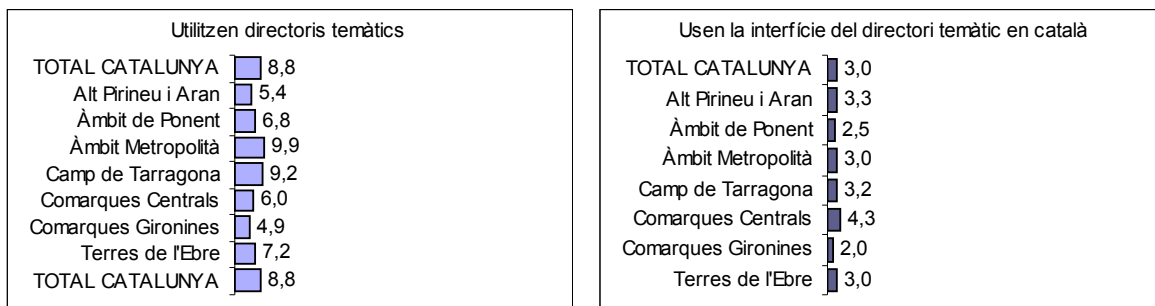 Utilitzen directoris temàtics
TOTAL CATALUNYA 8,8
Alt Pirineu i Aran 5,4
Àmbit de Ponent 6,8
Àmbit Metropolità 9,9
Camp de Tarragona 9,2
Comarques Centrals 6,0
Comarques Gironines 4,9
Terres de l'Ebre 7,2
TOTAL CATALUNYA 8,8
Usen la interfície del directori temàtic en català
TOTAL CATALUNYA 3,0
Alt Pirineu i Aran 3,3
Àmbit de Ponent 2,5
Àmbit Metropolità 3,0
Camp de Tarragona 3,2
Comarques Centrals 4,3
Comarques Gironines 2,0
Terres de l'Ebre 3,0